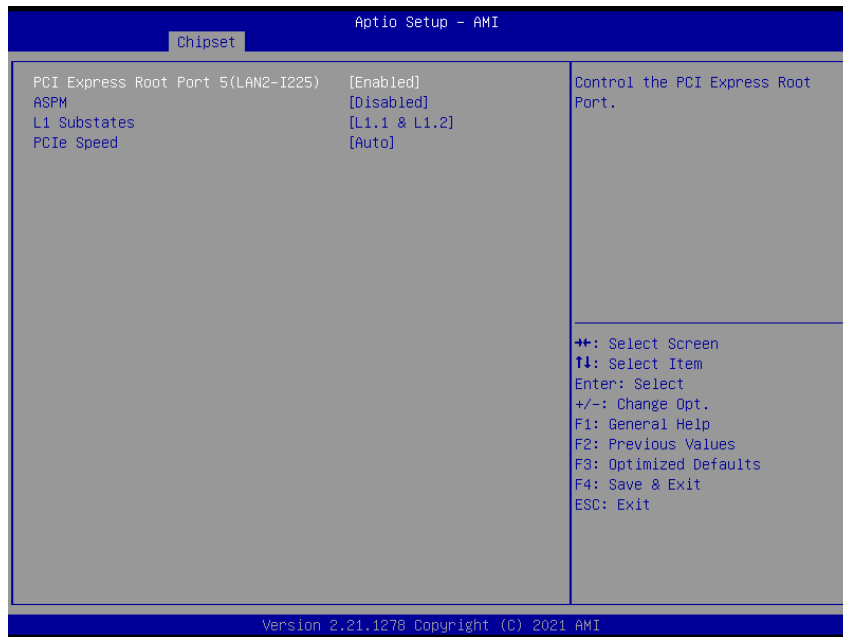 Aptio Setup – AMI
Chipset
PCI Express Root Port 5(LAN2-I225) [Enabled]
ASPM [Disabled]
L1 Substates [L1.1 & L1.2]
PCIe Speed [Auto]
Control the PCI Express Root
Port.
→←: Select Screen
↑↓: Select Item
Enter: Select
+/-: Change Opt.
F1: General Help
F2: Previous Values
F3: Optimized Defaults
F4: Save & Exit
ESC: Exit
Version 2.21.1278 Copyright (C) 2021 AMI